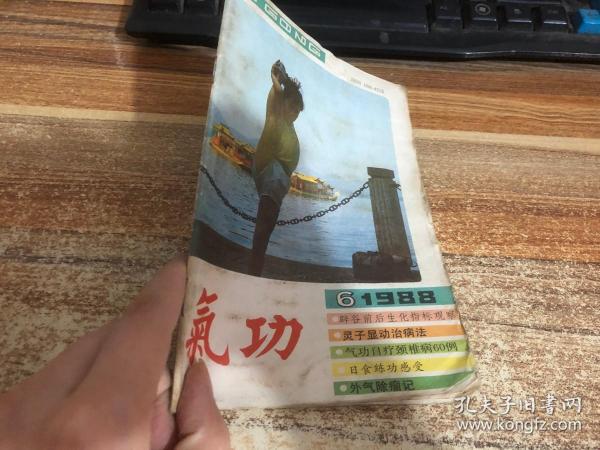 氣功
6 1988
辟谷前后生化指标观察
灵子显动治病法
气功自疗颈椎病60例
日食练功感受
外气除瘤记
孔夫子旧书网
www.kongfz.com